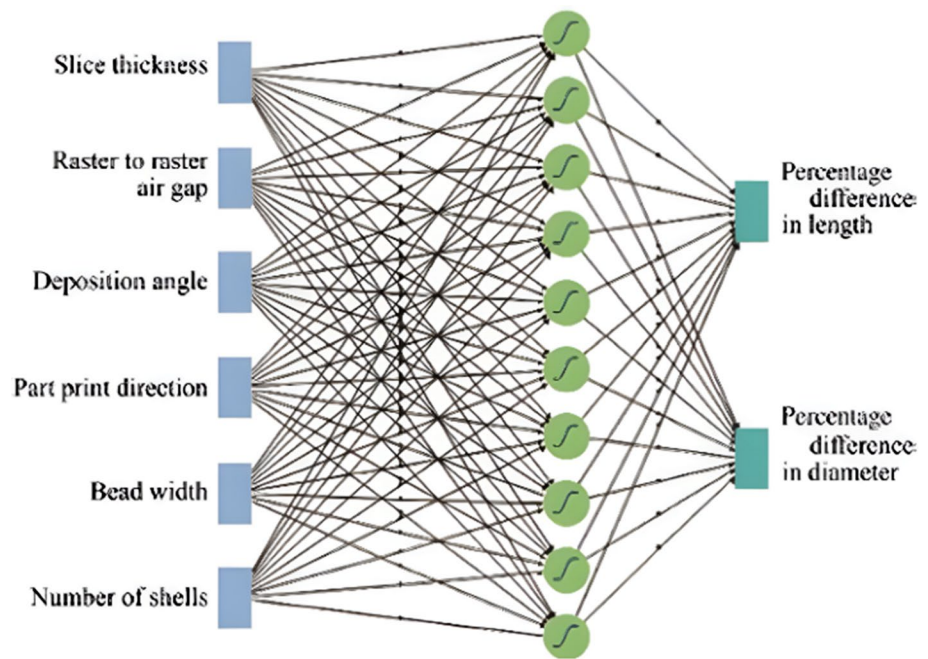 Slice thickness
Raster to raster
air gap
Deposition angle
Part print direction
Bead width
Number of shells
Percentage
difference
in length
Percentage
difference
in diameter